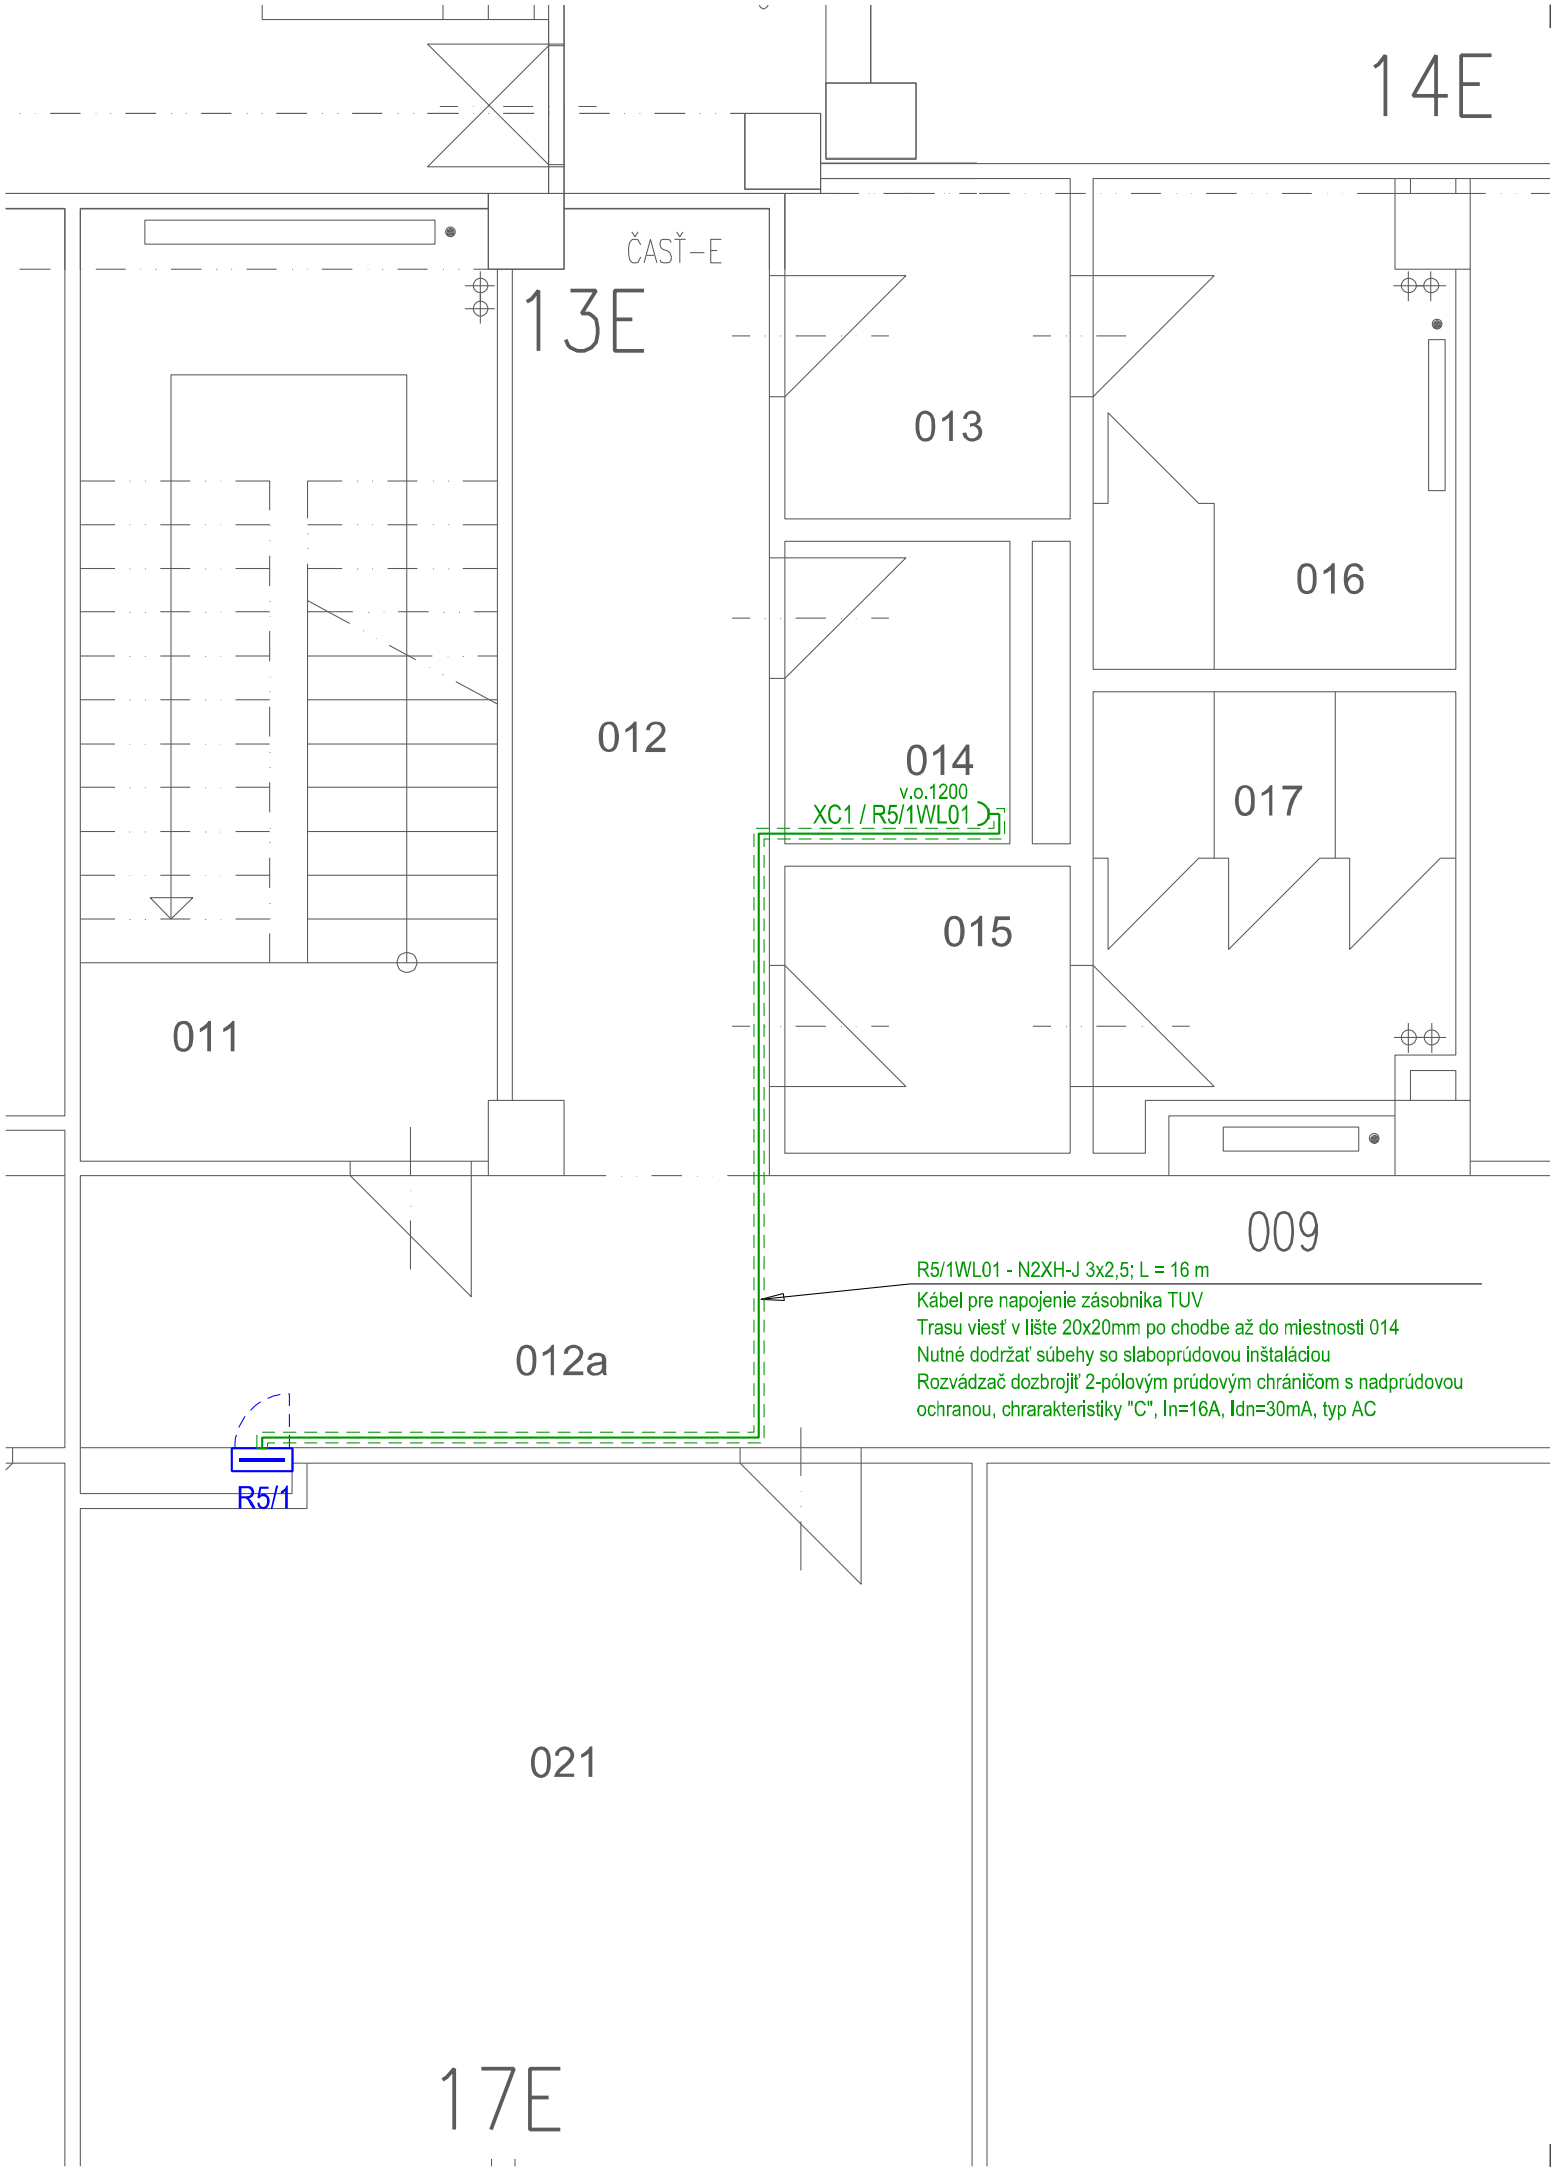 14E
ČASŤ-E
13E
013
016
012
014
v.o.1200
XC1 / R5/1WL01
017
015
011
009
R5/1WL01 - N2XH-J 3x2,5; L = 16 m
Kábel pre napojenie zásobnika TUV
Trasu viesť v lište 20x20mm po chodbe až do miestnosti 014
Nutné dodržať súbehy so slaboprúdovou inštaláciou
Rozvádzač dozbrojiť 2-pólovým prúdovým chráničom s nadprúdovou
ochranou, chrarakteristiky "C", In=16A, Idn=30mA, typ AC
012a
R5/1
021
17E